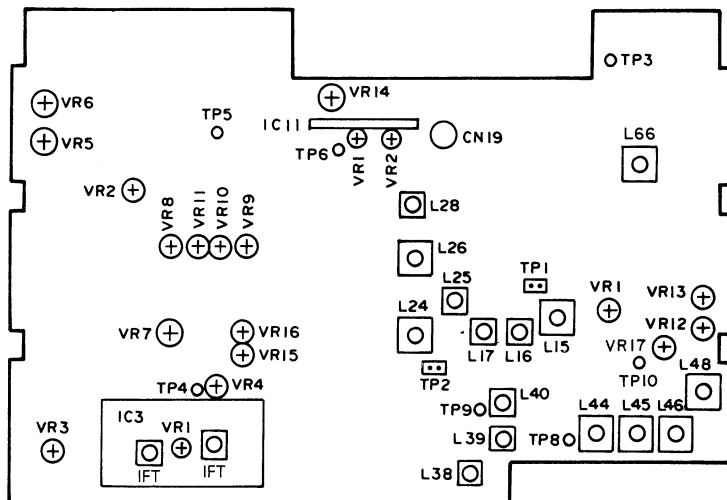 TP3
VR14
VR6
TP5
IC11
VR5
CN19
L66
TP6
VR1
VR2
VR2
L28
VR8
VR11
VR10
VR9
L26
TP1
L25
VR1
VR13
L24
VR7
VR16
L17
L16
L15
VR12
VR15
VR17
L48
TP2
TP10
TP4
VR4
L40
IC3
TP9
L44
L45
L46
VR3
VR1
L39
TP8
IFT
IFT
L38